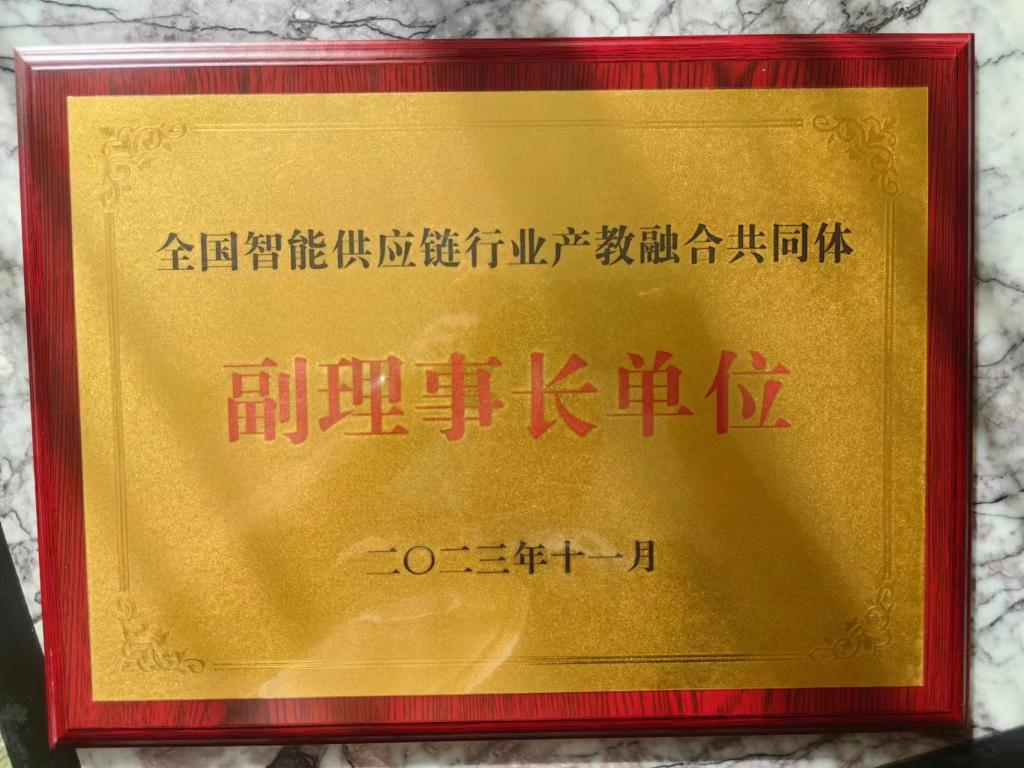 全国智能供应链行业产教融合共同体
副理事长单位
二〇二三年十一月